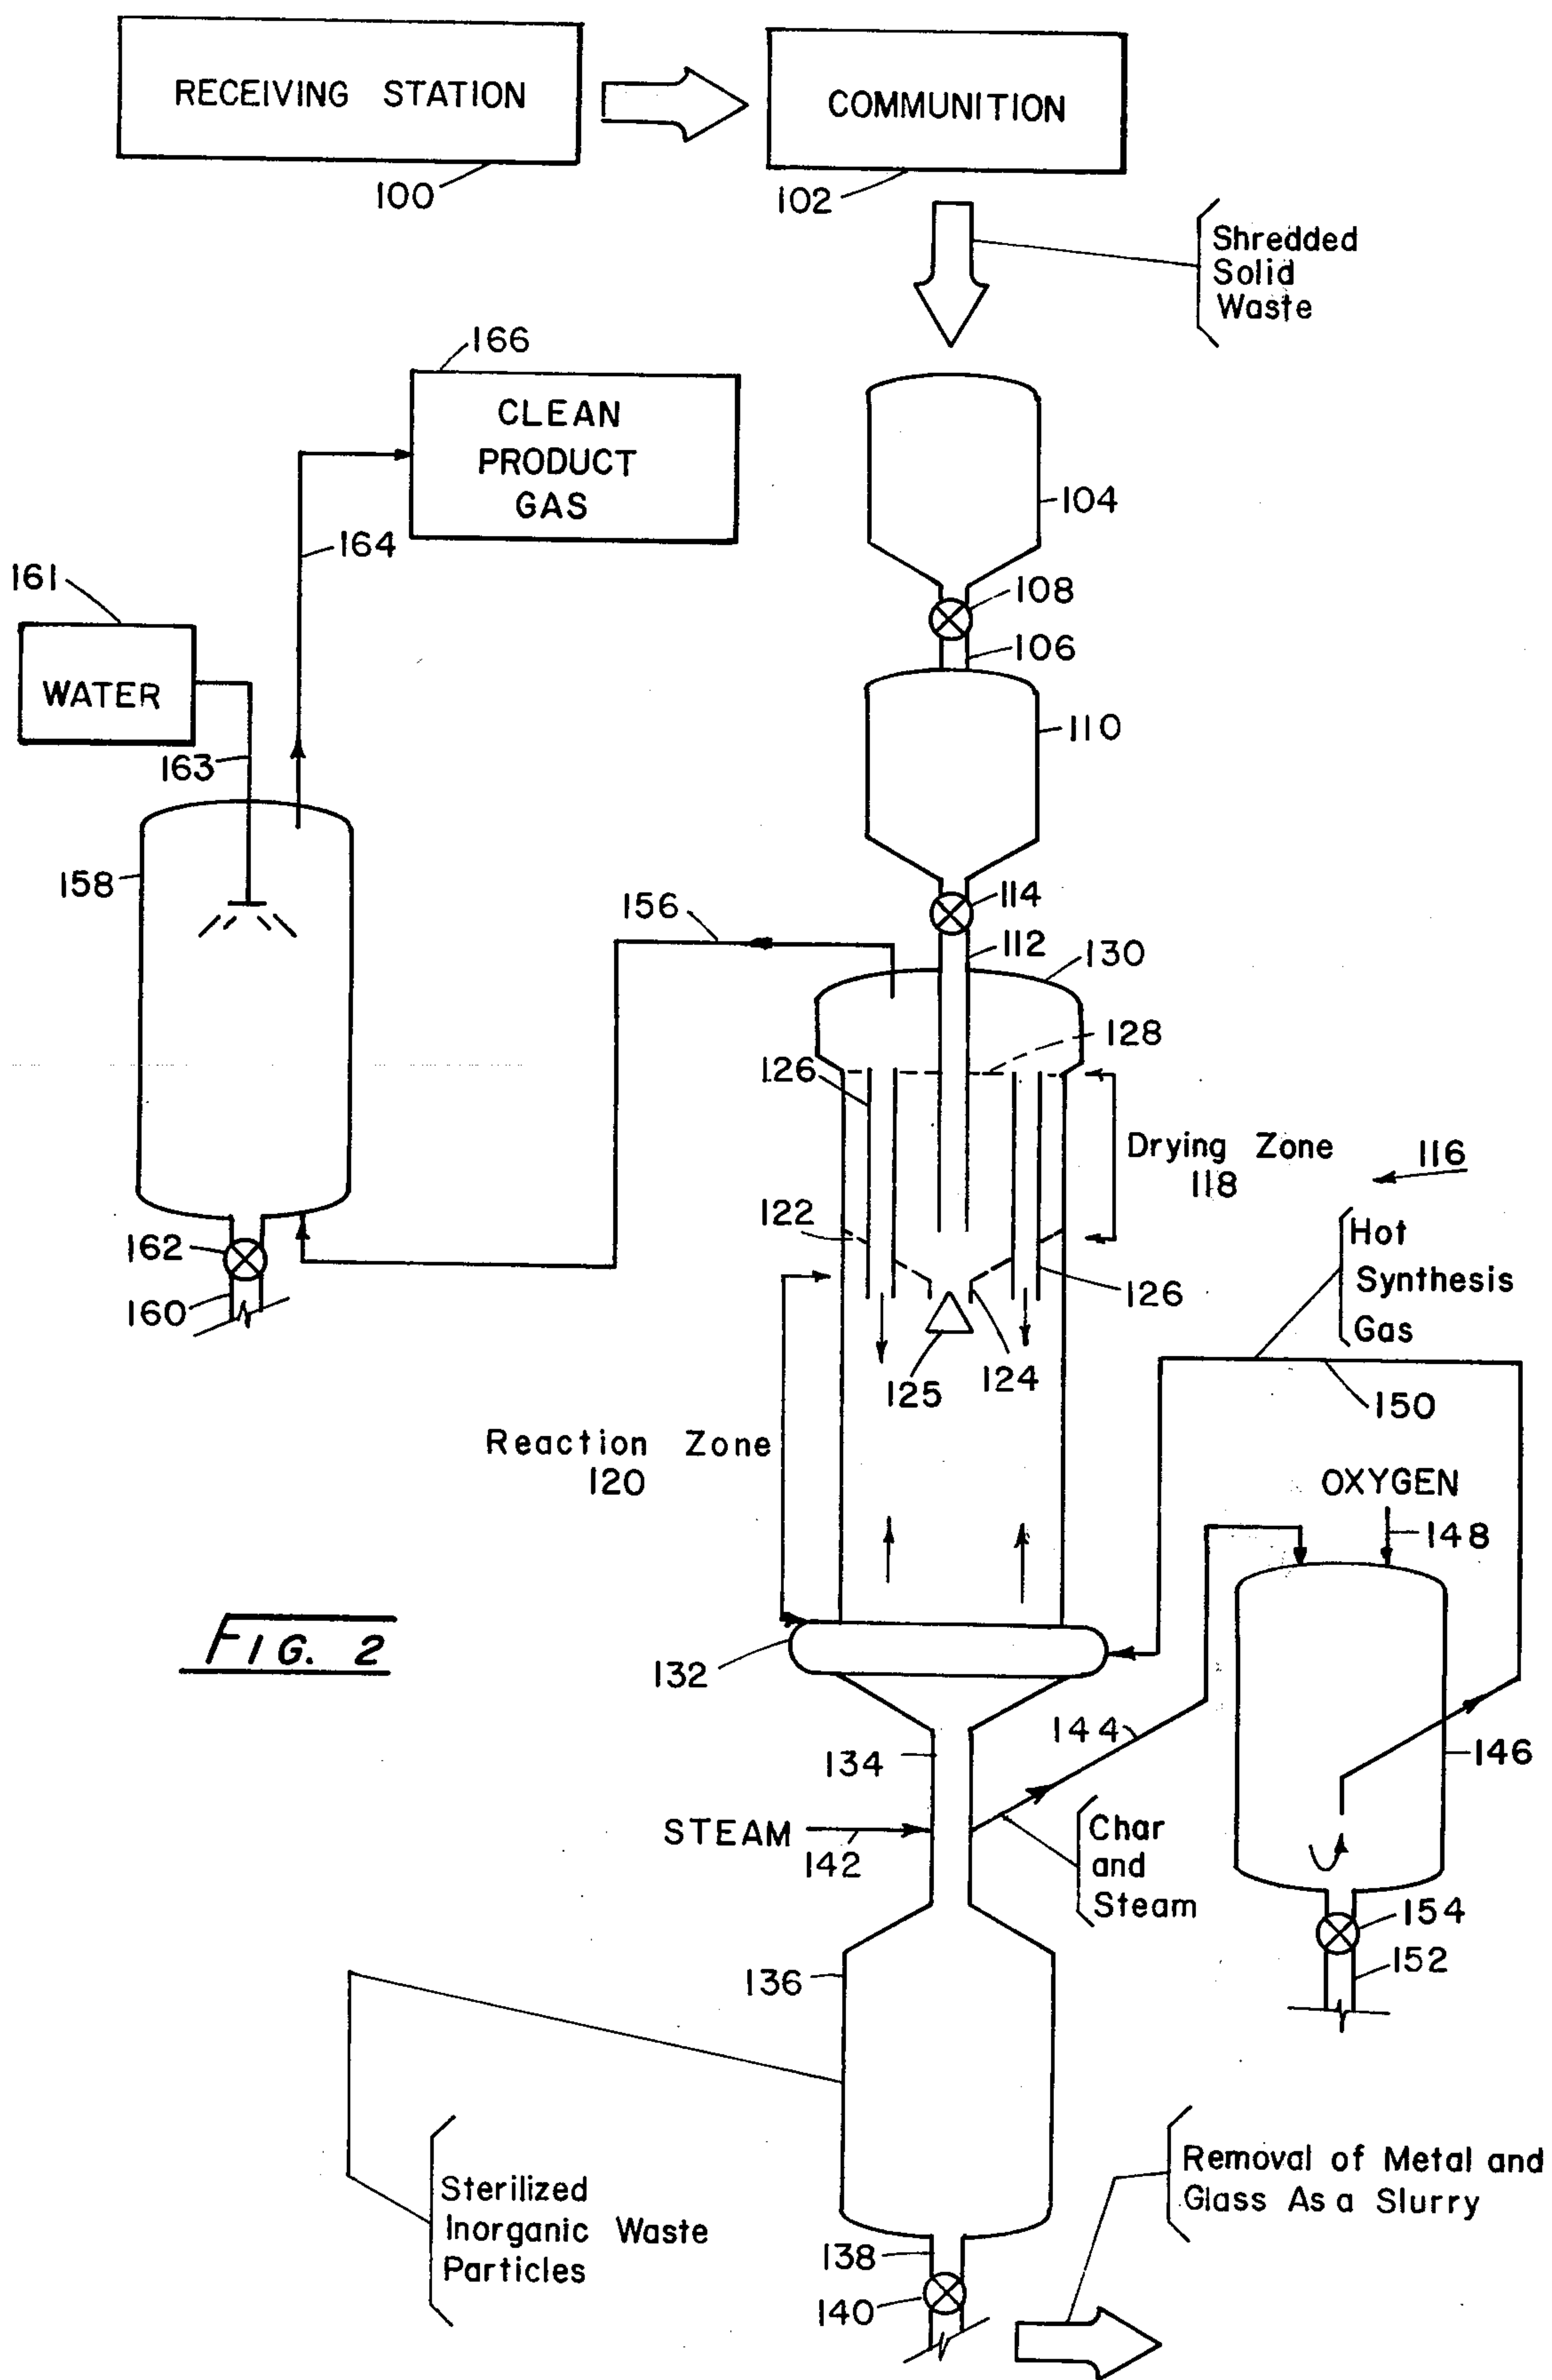 RECEIVING STATION
100
COMMUNITION
102
Shredded
Solid
Waste
166
CLEAN
PRODUCT
GAS
104
164
161
108
106
WATER
110
163
158
114
156
112
130
128
126
Drying Zone
118
116
122
162
160
126
Hot
Synthesis
Gas
125
124
150
Reaction Zone
120
OXYGEN
148
FIG. 2
132
144
134
146
STEAM
142
Char
and
Steam
154
152
136
Sterilized
Inorganic Waste
Particles
Removal of Metal and
Glass As a Slurry
138
140